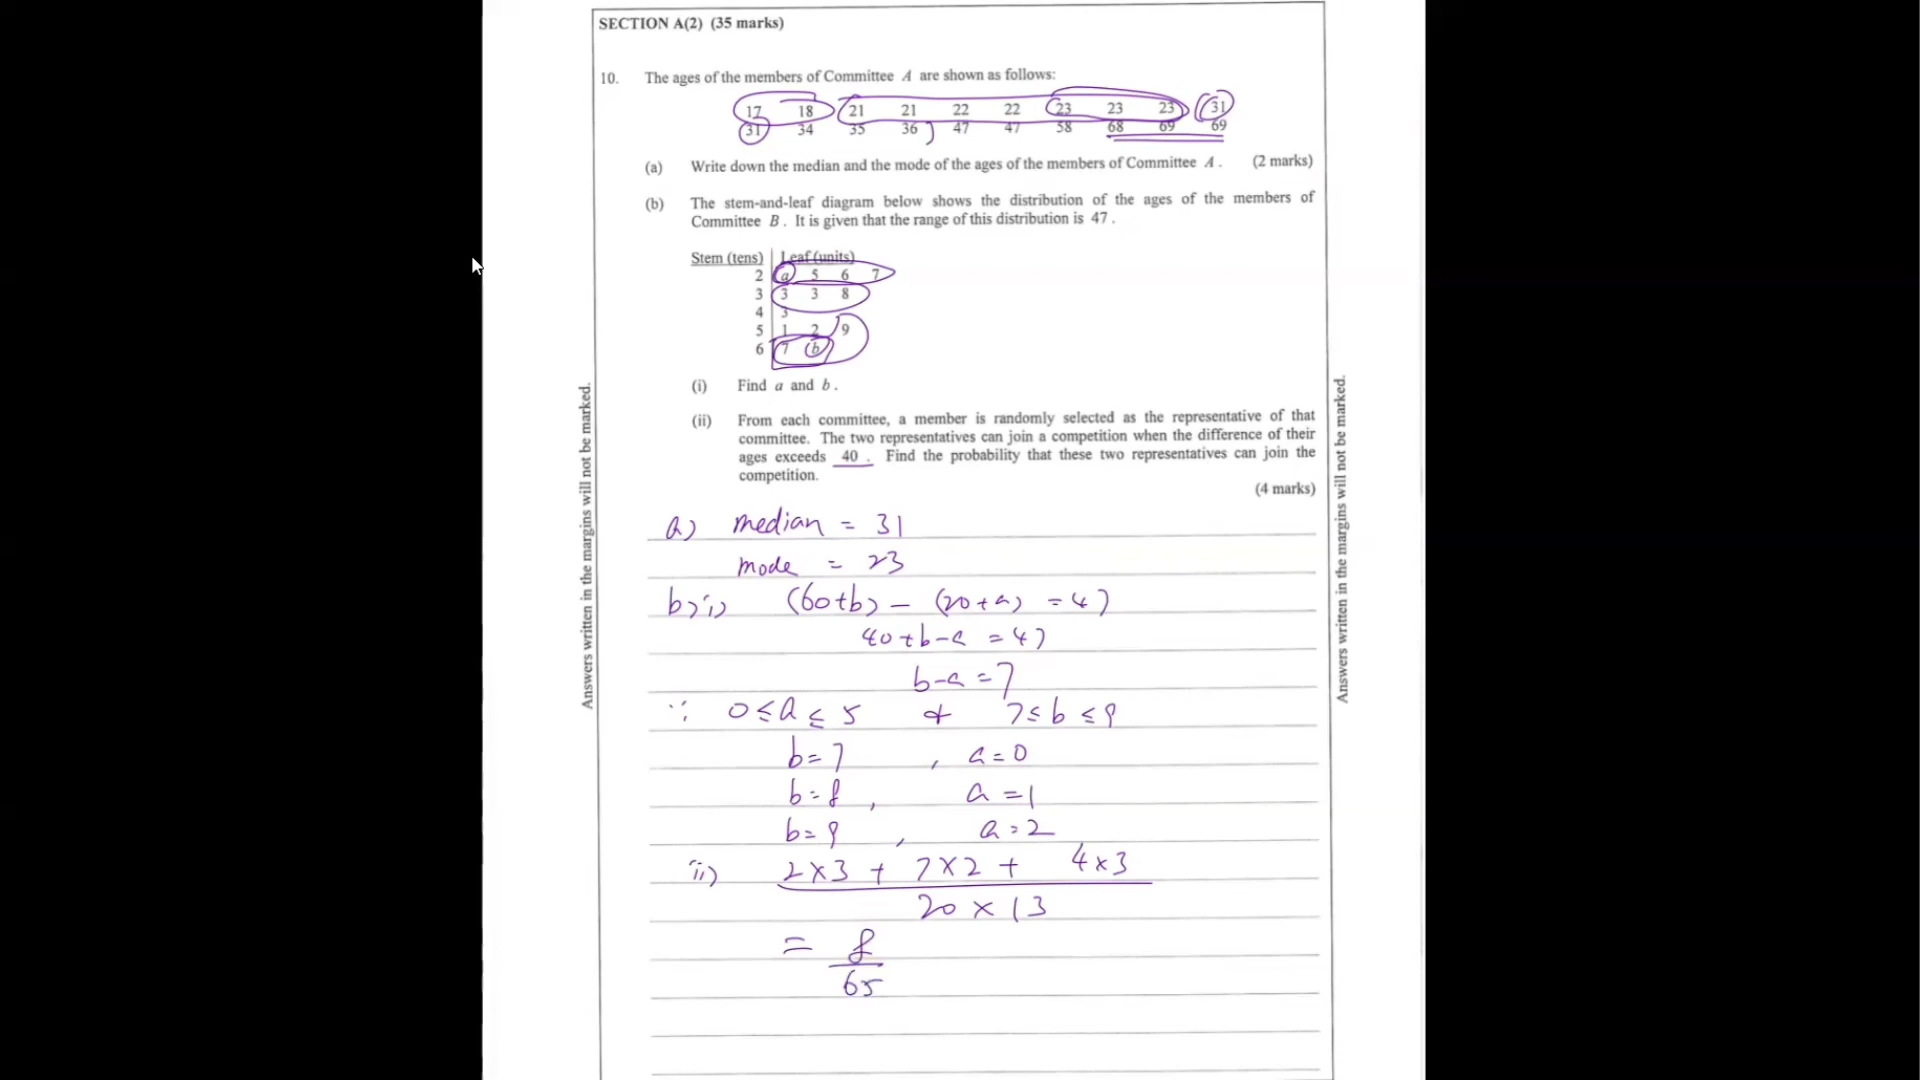 SECTION A(2) (35 marks)
10. The ages of the members of Committee A are shown as follows:
17 18 21 21 22 22 23 23 23 31
31 34 35 36 47 47 58 68 69 69
(a) Write down the median and the mode of the ages of the members of Committee A . (2 marks)
(b) The stem-and-leaf diagram below shows the distribution of the ages of the members of
Committee B . It is given that the range of this distribution is 47 .
Stem (tens) Leaf (units)
2 a 5 6 7
3 3 3 8
4 3
5 1 2 9
6 7 b
(i) Find a and b .
(ii) From each committee, a member is randomly selected as the representative of that
committee. The two representatives can join a competition when the difference of their
ages exceeds 40 . Find the probability that these two representatives can join the
competition.
(4 marks)
a) median = 31
mode = 23
b) i) (60+b) - (20+a) = 47
40+b-a = 47
b-a = 7
∵ 0 ≤ a ≤ 5 & 7 ≤ b ≤ 9
b = 7 , a = 0
b = 8 , a = 1
b = 9 , a = 2
ii) 2×3 + 7×2 + 4×3
20 × 13
= 8
65
Answers written in the margins will not be marked.
Answers written in the margins will not be marked.